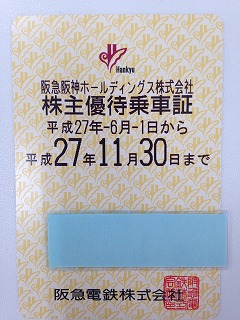 Hankyu
阪急阪神ホールディングス株式会社
株主優待乗車証
平成27年-6月-1日から
平成27年11月30日まで
阪急電鉄株式会社